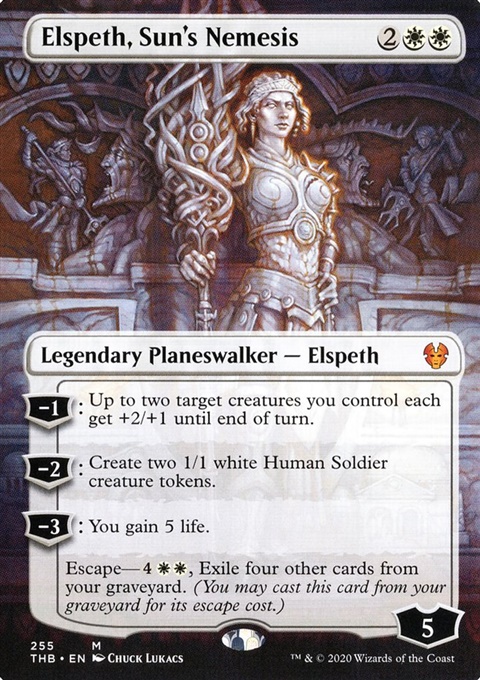 Elspeth, Sun's Nemesis 2
Legendary Planeswalker — Elspeth
-1 : Up to two target creatures you control each
get +2/+1 until end of turn.
-2 : Create two 1/1 white Human Soldier
creature tokens.
-3 : You gain 5 life.
Escape—4, Exile four other cards from
your graveyard. (You may cast this card from your
graveyard for its escape cost.)
5
255 M
THB • EN CHUCK LUKACS
™ & © 2020 Wizards of the Coast